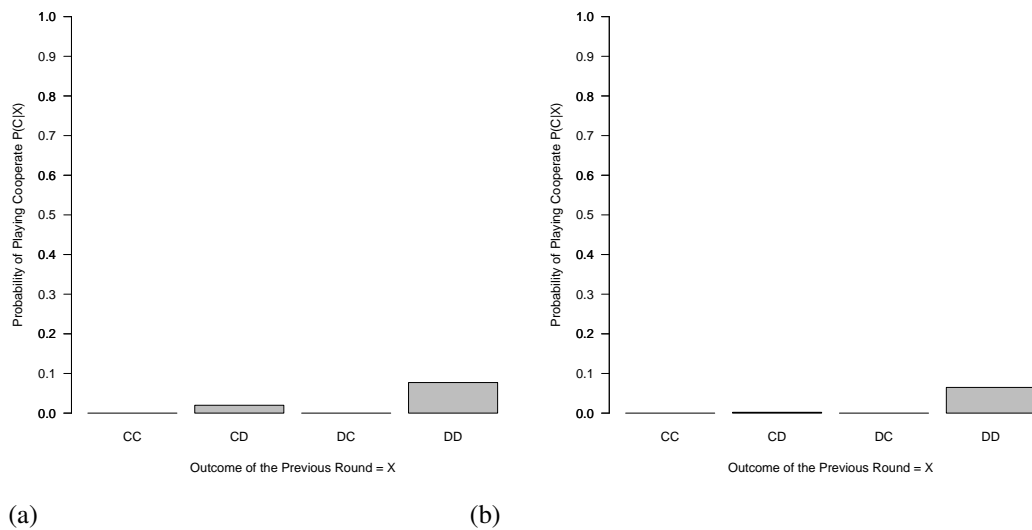 1.0
0.9
0.8
0.7
0.6
0.5
0.4
0.3
0.2
0.1
0.0
Probability of Playing Cooperate P(C|X)
CC CD DC DD
Outcome of the Previous Round = X
(a)
1.0
0.9
0.8
0.7
0.6
0.5
0.4
0.3
0.2
0.1
0.0
Probability of Playing Cooperate P(C|X)
CC CD DC DD
Outcome of the Previous Round = X
(b)